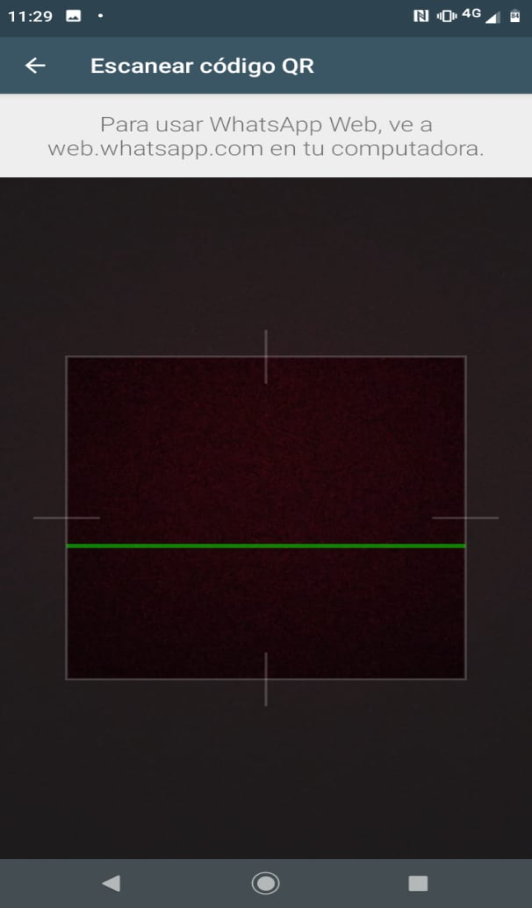 11:29
4G
Escanear código QR
Para usar WhatsApp Web, ve a
web.whatsapp.com en tu computadora.